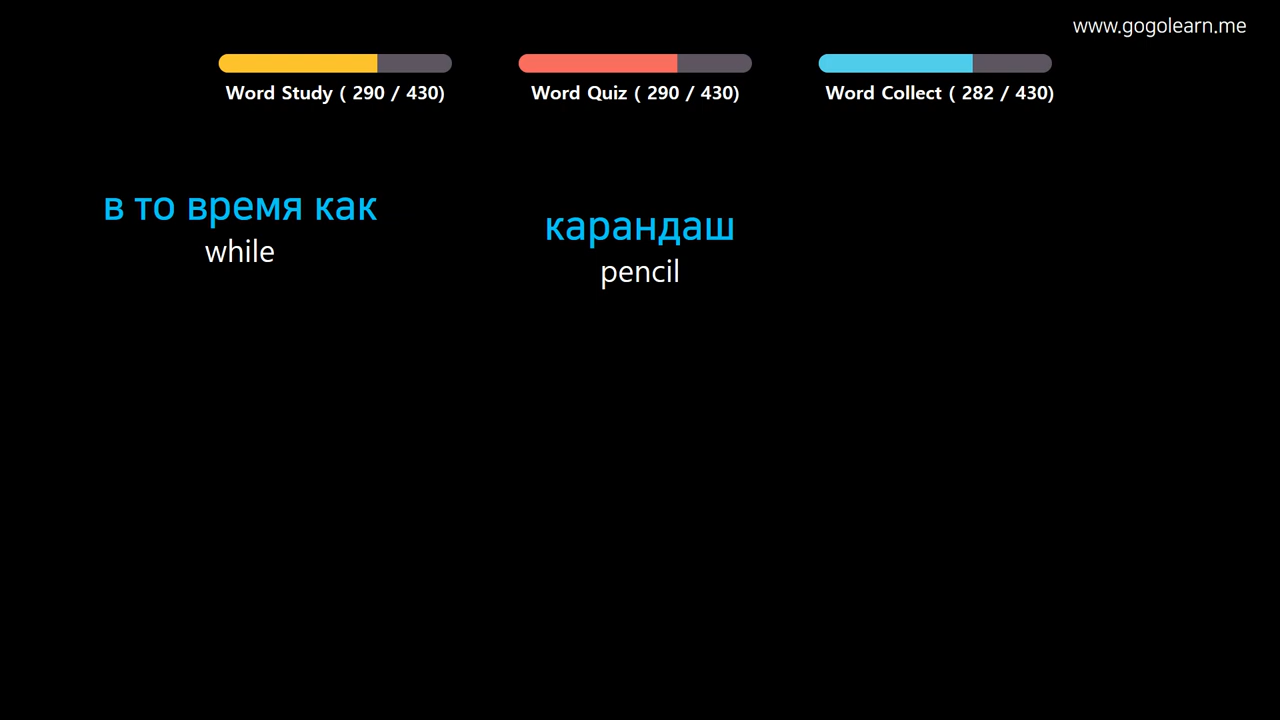 www.gogolearn.me
Word Study ( 290 / 430)
Word Quiz ( 290 / 430)
Word Collect ( 282 / 430)
в то время как
while
карандаш
pencil